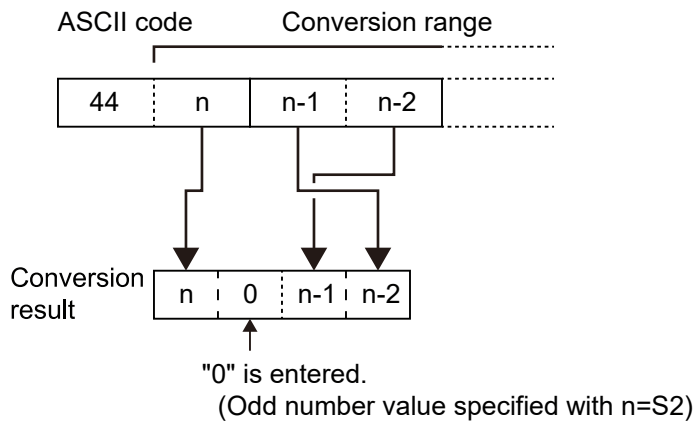 ASCII code Conversion range
44 n n-1 n-2
Conversion
result
n 0 n-1 n-2
"0" is entered.
(Odd number value specified with n=S2)